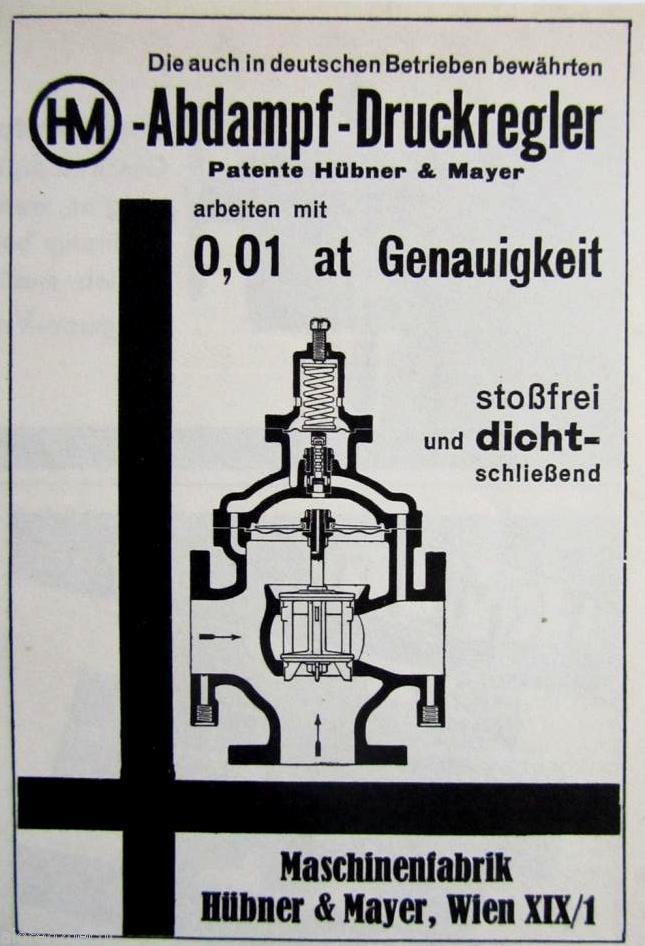 Die auch in deutschen Betrieben bewährten
HM -Abdampf-Druckregler
Patente Hübner & Mayer
arbeiten mit
0,01 at Genauigkeit
stoßfrei
und dicht-
schließend
Maschinenfabrik
Hübner & Mayer, Wien XIX/1